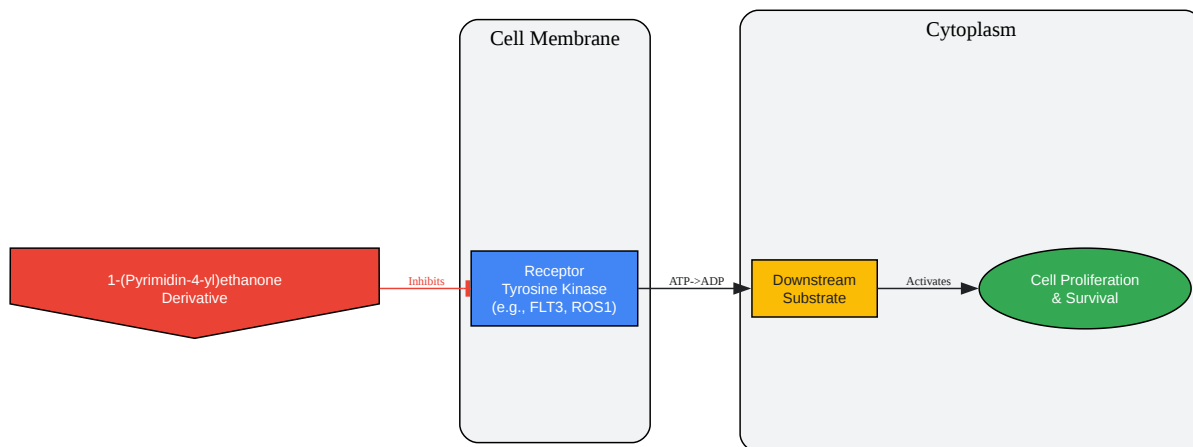 Cell Membrane
Cytoplasm
1-(Pyrimidin-4-yl)ethanone
Derivative
Inhibits
Receptor
Tyrosine Kinase
(e.g., FLT3, ROS1)
ATP->ADP
Downstream
Substrate
Activates
Cell Proliferation
& Survival